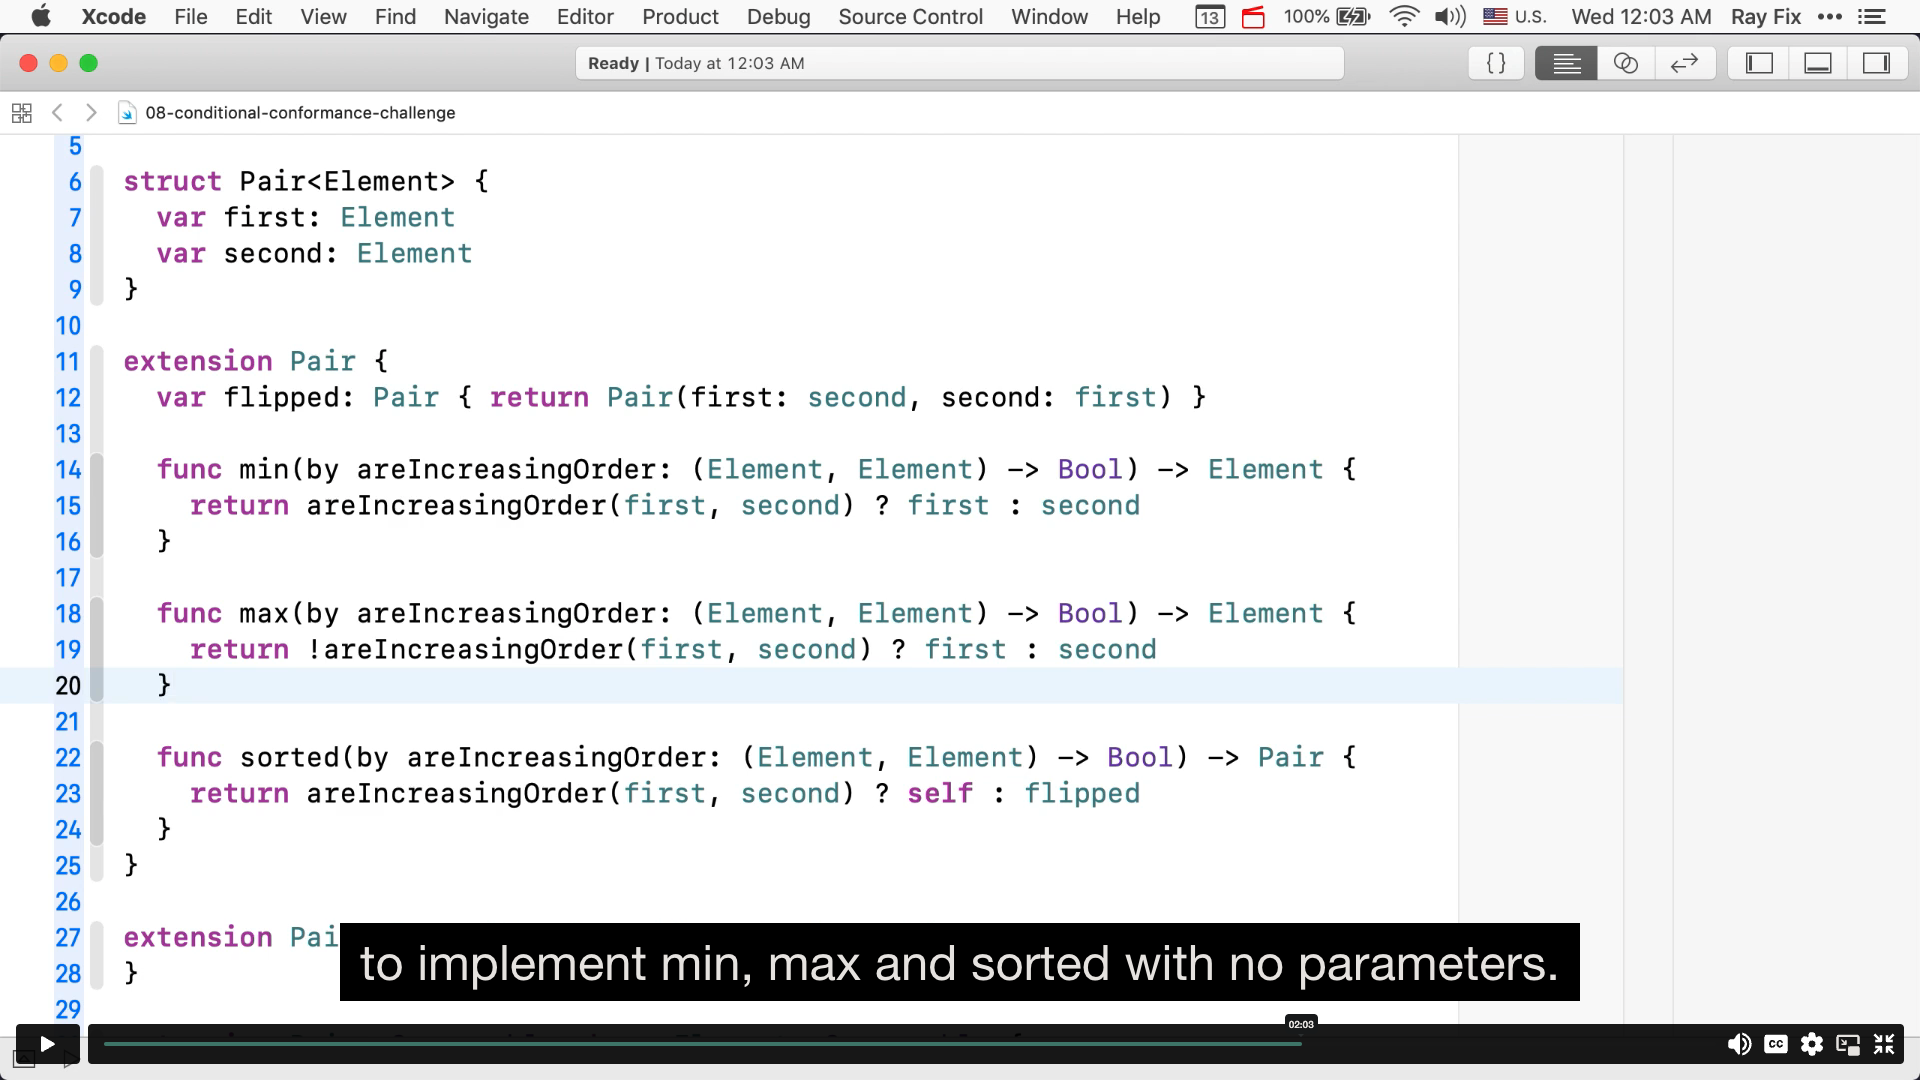 Xcode File Edit View Find Navigate Editor Product Debug Source Control Window Help 13 100% U.S. Wed 12:03 AM Ray Fix
Ready | Today at 12:03 AM
{}
08-conditional-conformance-challenge
5
6 struct Pair<Element> {
7 var first: Element
8 var second: Element
9 }
10
11 extension Pair {
12 var flipped: Pair { return Pair(first: second, second: first) }
13
14 func min(by areIncreasingOrder: (Element, Element) -> Bool) -> Element {
15 return areIncreasingOrder(first, second) ? first : second
16 }
17
18 func max(by areIncreasingOrder: (Element, Element) -> Bool) -> Element {
19 return !areIncreasingOrder(first, second) ? first : second
20 }
21
22 func sorted(by areIncreasingOrder: (Element, Element) -> Bool) -> Pair {
23 return areIncreasingOrder(first, second) ? self : flipped
24 }
25 }
26
27 extension Pai
28 }
29
to implement min, max and sorted with no parameters.
02:03
CC